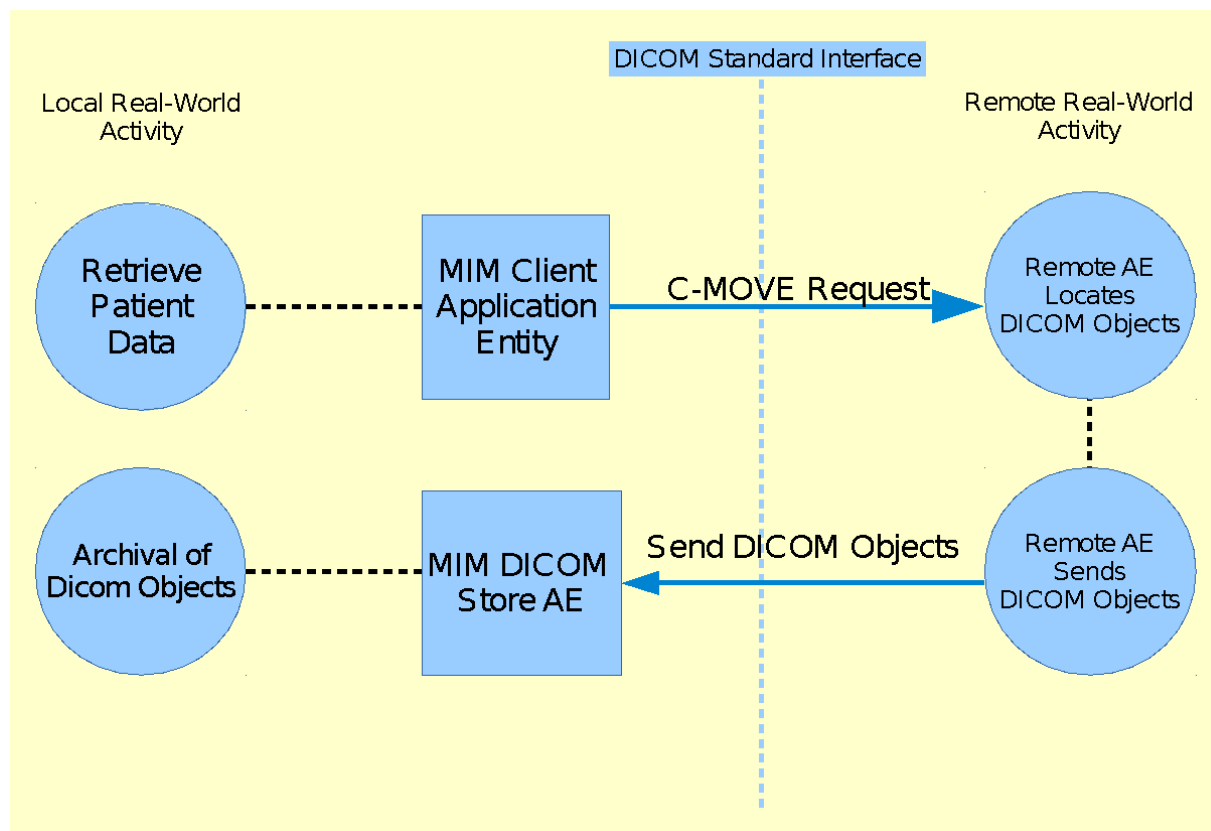 DICOM Standard Interface
Local Real-World
Activity
Remote Real-World
Activity
Retrieve
Patient
Data
MIM Client
Application
Entity
C-MOVE Request
Remote AE
Locates
DICOM Objects
Archival of
Dicom Objects
MIM DICOM
Store AE
Send DICOM Objects
Remote AE
Sends
DICOM Objects